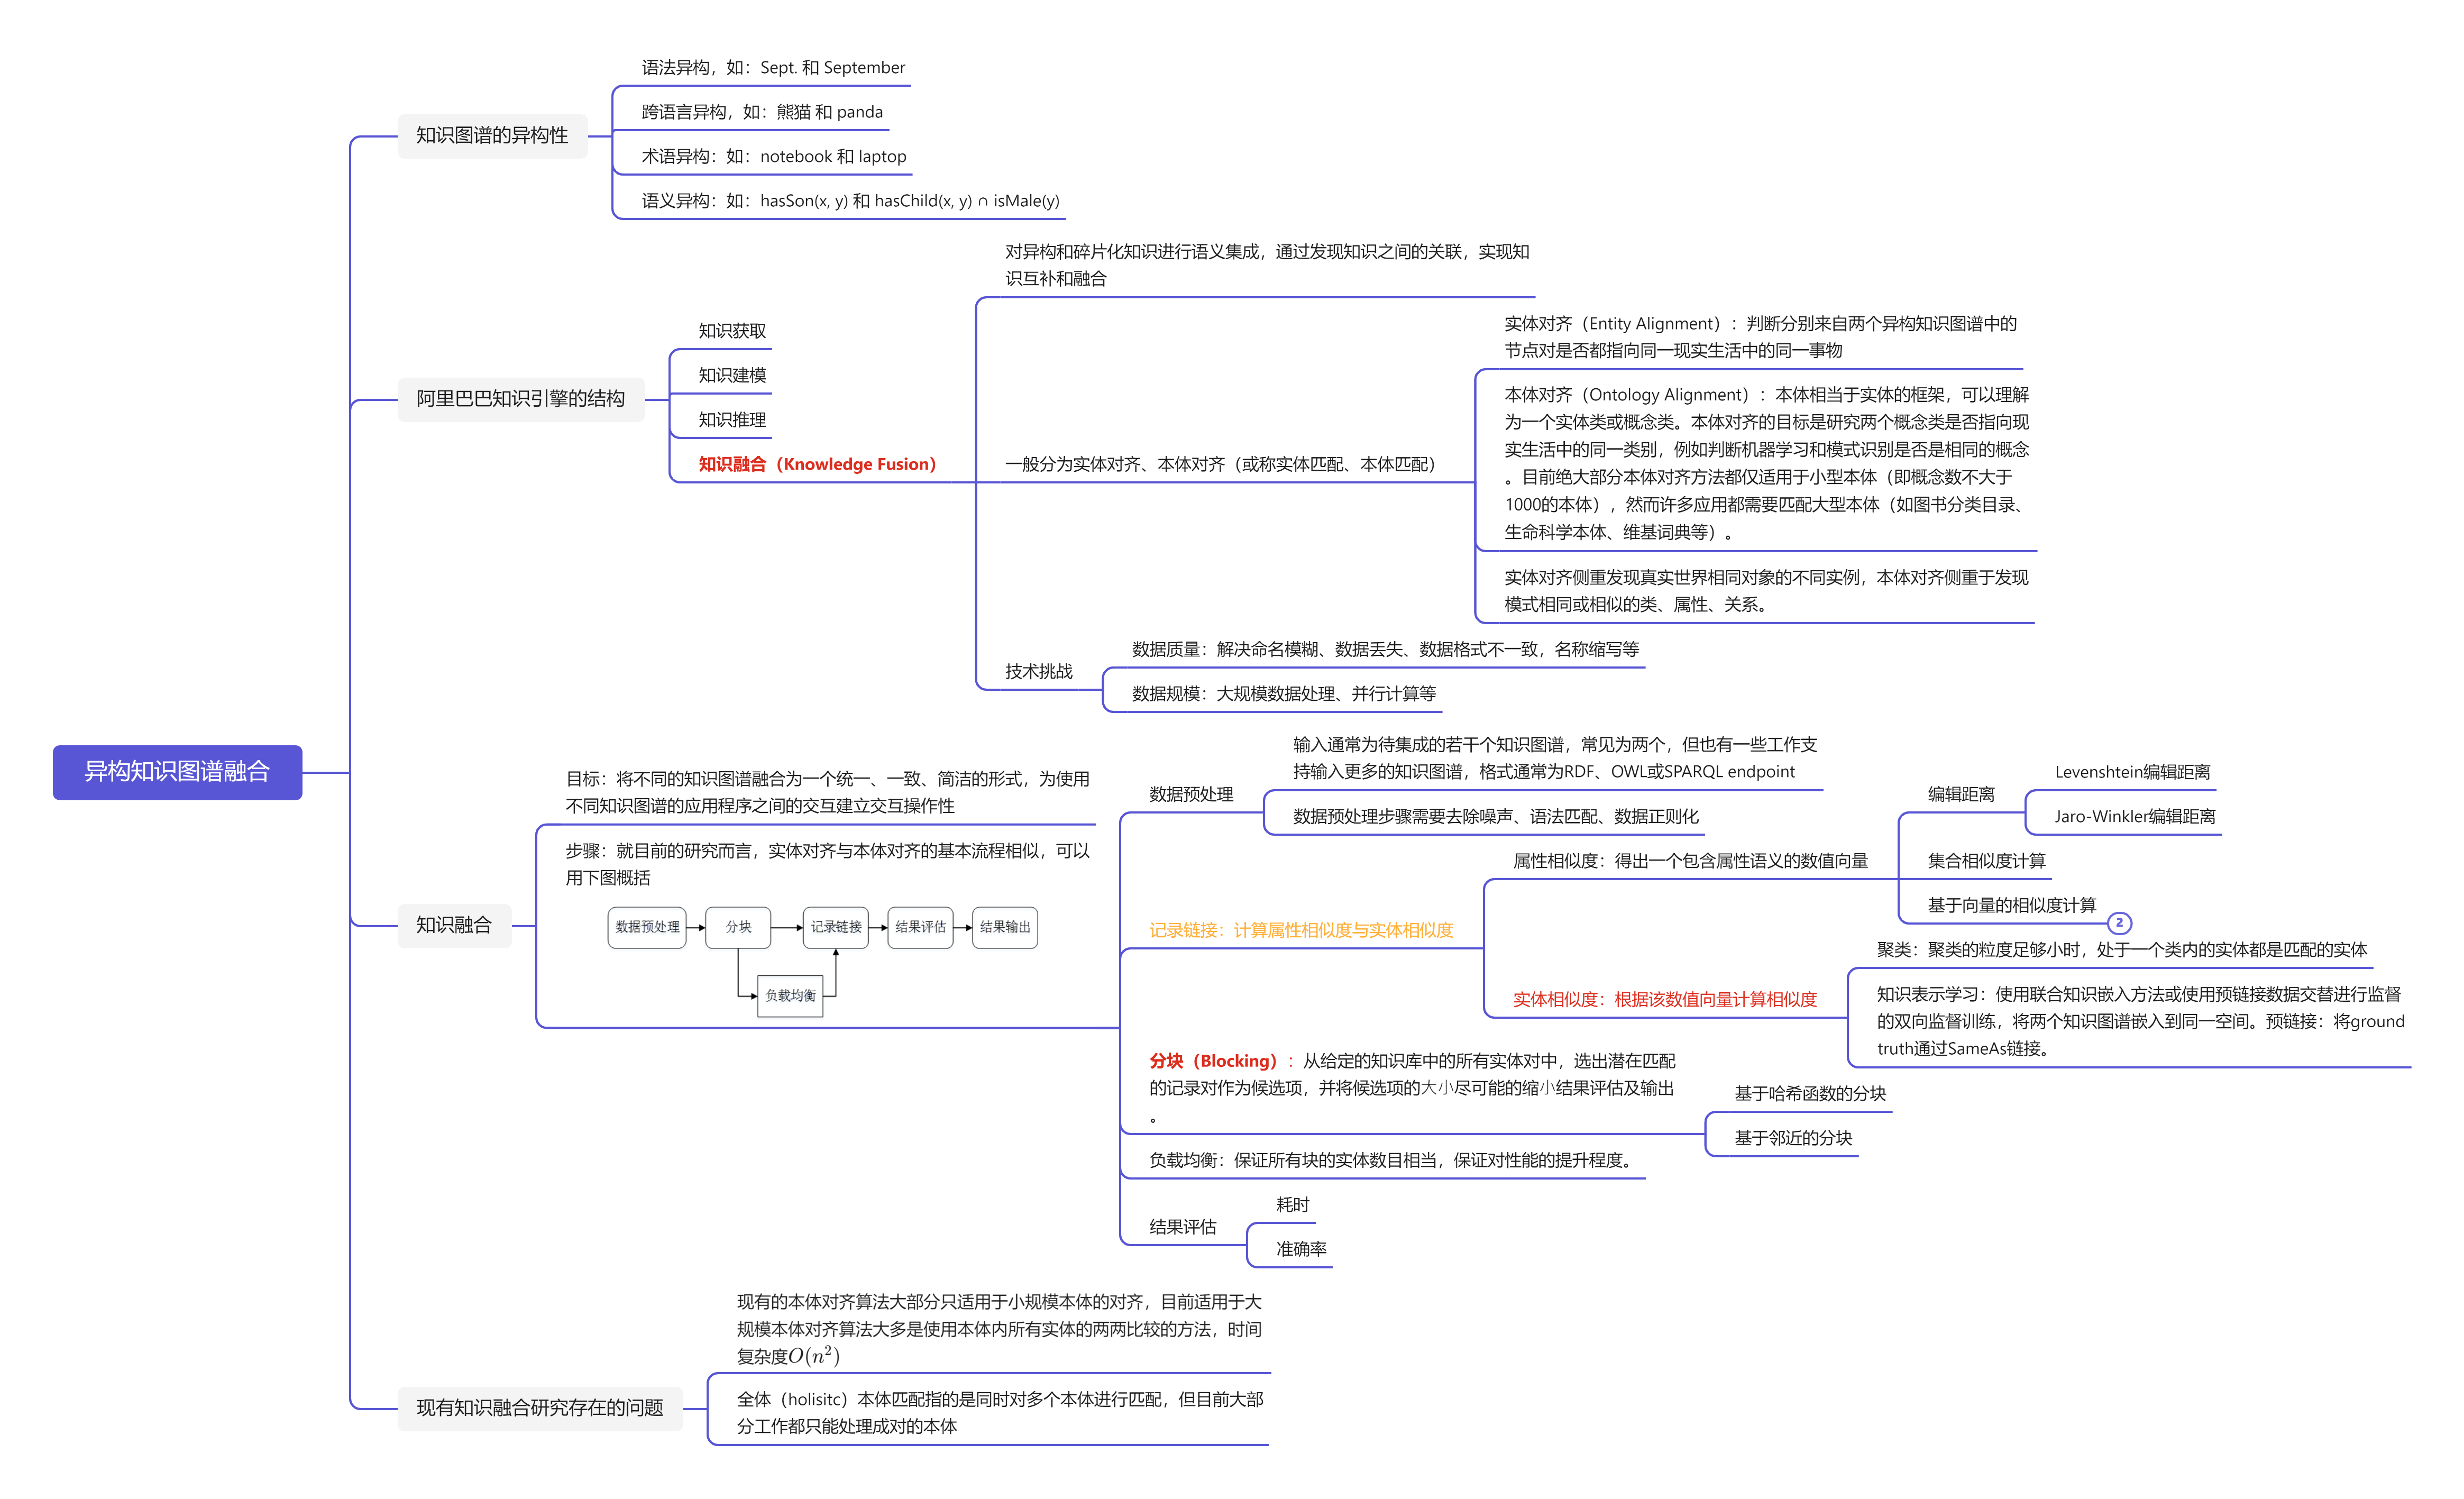 异构知识图谱融合
知识图谱的异构性
语法异构，如：Sept. 和 September
跨语言异构，如：熊猫 和 panda
术语异构：如：notebook 和 laptop
语义异构：如：hasSon(x, y) 和 hasChild(x, y) ∩ isMale(y)
阿里巴巴知识引擎的结构
知识获取
知识建模
知识推理
知识融合（Knowledge Fusion）
对异构和碎片化知识进行语义集成，通过发现知识之间的关联，实现知
识互补和融合
一般分为实体对齐、本体对齐（或称实体匹配、本体匹配）
实体对齐（Entity Alignment）：判断分别来自两个异构知识图谱中的
节点对是否都指向同一现实生活中的同一事物
本体对齐（Ontology Alignment）：本体相当于实体的框架，可以理解
为一个实体类或概念类。本体对齐的目标是研究两个概念类是否指向现
实生活中的同一类别，例如判断机器学习和模式识别是否是相同的概念
。目前绝大部分本体对齐方法都仅适用于小型本体（即概念数不大于
1000的本体），然而许多应用都需要匹配大型本体（如图书分类目录、
生命科学本体、维基词典等）。
实体对齐侧重发现真实世界相同对象的不同实例，本体对齐侧重于发现
模式相同或相似的类、属性、关系。
技术挑战
数据质量：解决命名模糊、数据丢失、数据格式不一致，名称缩写等
数据规模：大规模数据处理、并行计算等
知识融合
目标：将不同的知识图谱融合为一个统一、一致、简洁的形式，为使用
不同知识图谱的应用程序之间的交互建立交互操作性
步骤：就目前的研究而言，实体对齐与本体对齐的基本流程相似，可以
用下图概括
数据预处理
分块
记录链接
结果评估
结果输出
负载均衡
数据预处理
输入通常为待集成的若干个知识图谱，常见为两个，但也有一些工作支
持输入更多的知识图谱，格式通常为RDF、OWL或SPARQL endpoint
数据预处理步骤需要去除噪声、语法匹配、数据正则化
记录链接：计算属性相似度与实体相似度
属性相似度：得出一个包含属性语义的数值向量
编辑距离
Levenshtein编辑距离
Jaro-Winkler编辑距离
集合相似度计算
基于向量的相似度计算
2
实体相似度：根据该数值向量计算相似度
聚类：聚类的粒度足够小时，处于一个类内的实体都是匹配的实体
知识表示学习：使用联合知识嵌入方法或使用预链接数据交替进行监督
的双向监督训练，将两个知识图谱嵌入到同一空间。预链接：将ground
truth通过SameAs链接。
分块（Blocking）：从给定的知识库中的所有实体对中，选出潜在匹配
的记录对作为候选项，并将候选项的大小尽可能的缩小结果评估及输出
。
基于哈希函数的分块
基于邻近的分块
负载均衡：保证所有块的实体数目相当，保证对性能的提升程度。
结果评估
耗时
准确率
现有知识融合研究存在的问题
现有的本体对齐算法大部分只适用于小规模本体的对齐，目前适用于大
规模本体对齐算法大多是使用本体内所有实体的两两比较的方法，时间
复杂度O(n²)
全体（holisitc）本体匹配指的是同时对多个本体进行匹配，但目前大部
分工作都只能处理成对的本体